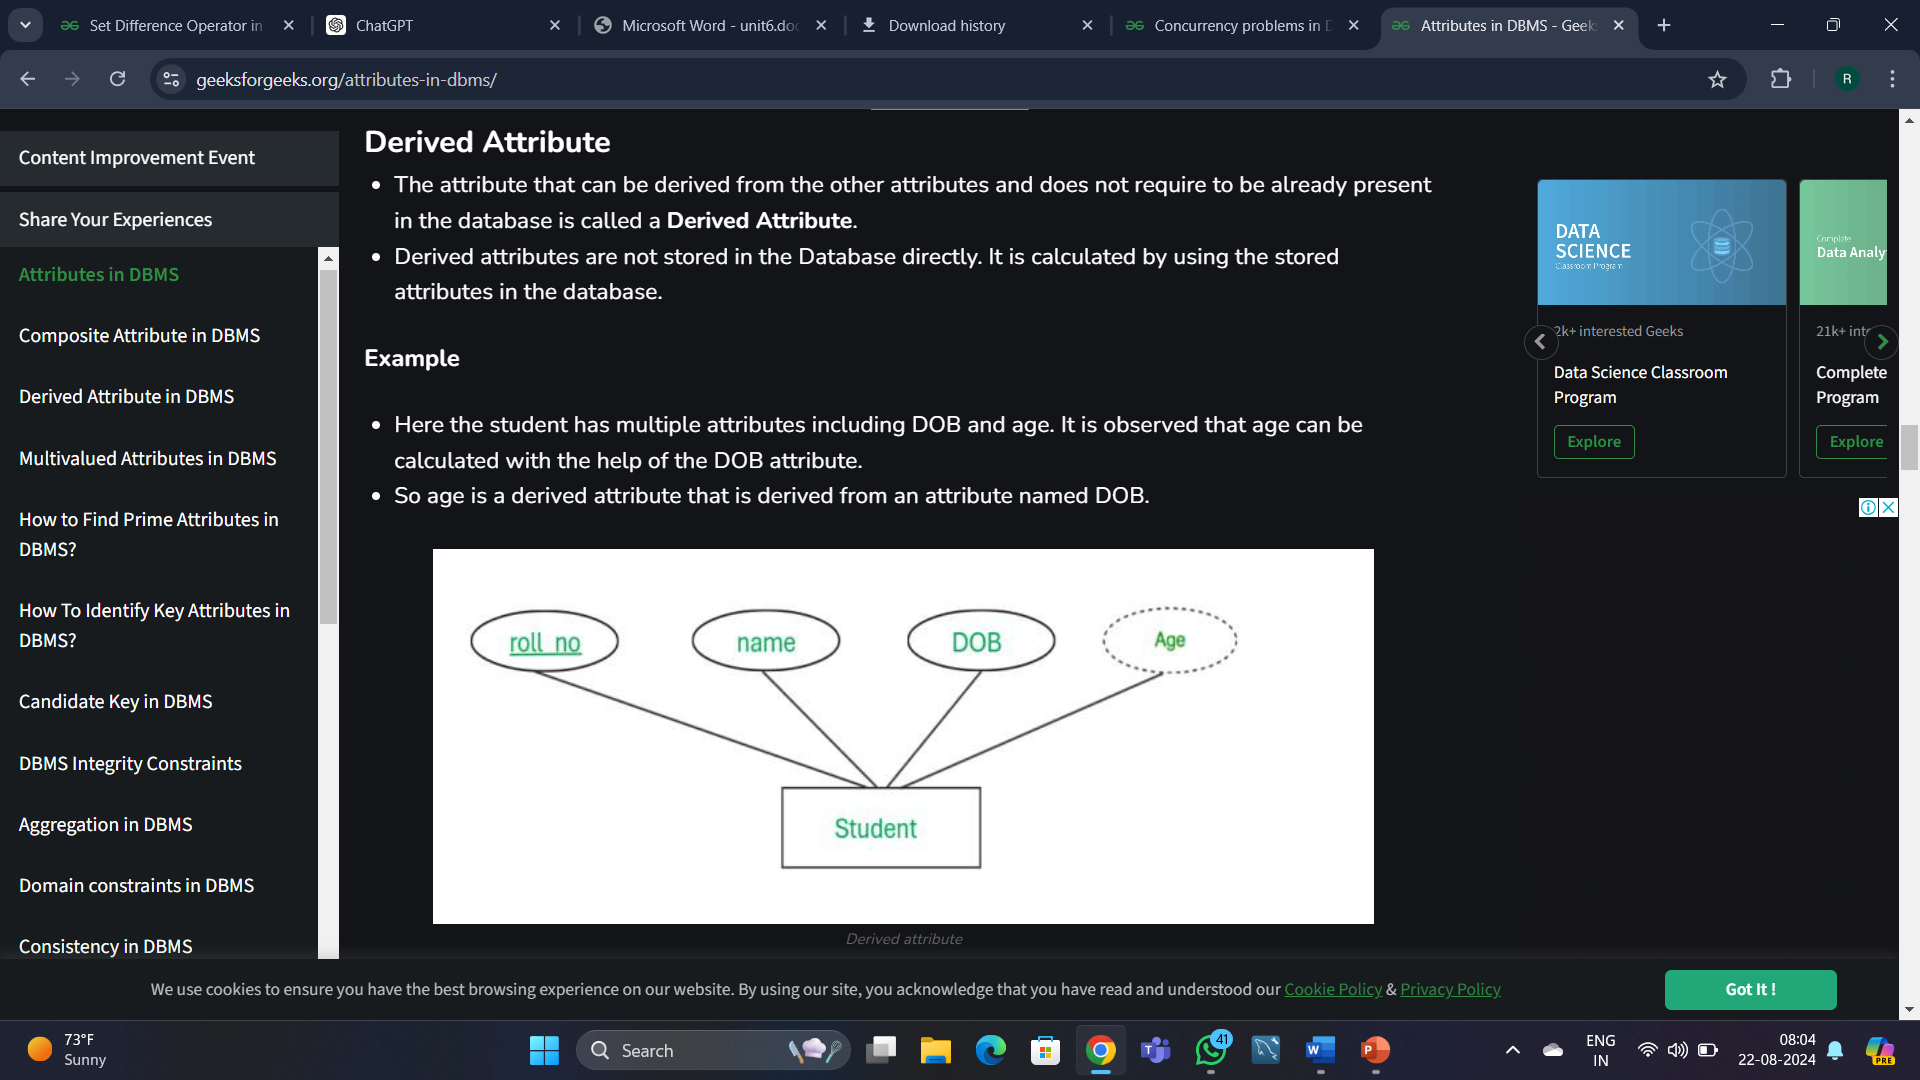 Set Difference Operator in
ChatGPT
Microsoft Word - unit6.doc
Download history
Concurrency problems in D
Attributes in DBMS - Geek
geeksforgeeks.org/attributes-in-dbms/
R
Content Improvement Event
Share Your Experiences
Attributes in DBMS
Composite Attribute in DBMS
Derived Attribute in DBMS
Multivalued Attributes in DBMS
How to Find Prime Attributes in
DBMS?
How To Identify Key Attributes in
DBMS?
Candidate Key in DBMS
DBMS Integrity Constraints
Aggregation in DBMS
Domain constraints in DBMS
Consistency in DBMS
Derived Attribute
The attribute that can be derived from the other attributes and does not require to be already present
in the database is called a Derived Attribute.
Derived attributes are not stored in the Database directly. It is calculated by using the stored
attributes in the database.
Example
Here the student has multiple attributes including DOB and age. It is observed that age can be
calculated with the help of the DOB attribute.
So age is a derived attribute that is derived from an attribute named DOB.
roll_no
name
DOB
Age
Student
Derived attribute
DATA
SCIENCE
Classroom Program
2k+ interested Geeks
Data Science Classroom
Program
Explore
Complete
Data Analy
21k+ inte
Complete
Program
Explore
We use cookies to ensure you have the best browsing experience on our website. By using our site, you acknowledge that you have read and understood our Cookie Policy & Privacy Policy
Got It !
73°F
Sunny
Search
41
ENG
IN
08:04
22-08-2024
PRE